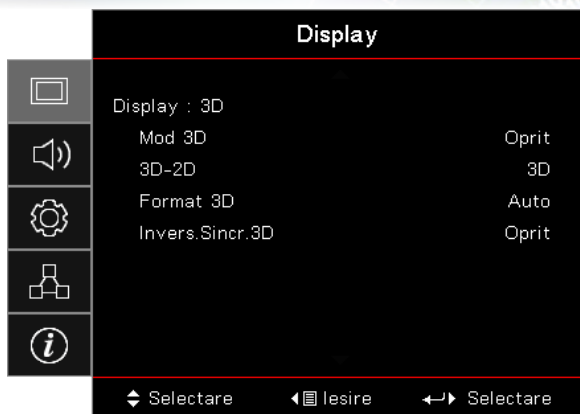 Display
Display : 3D
Mod 3D Oprit
3D-2D 3D
Format 3D Auto
Invers.Sincr.3D Oprit
Selectare Iesire Selectare